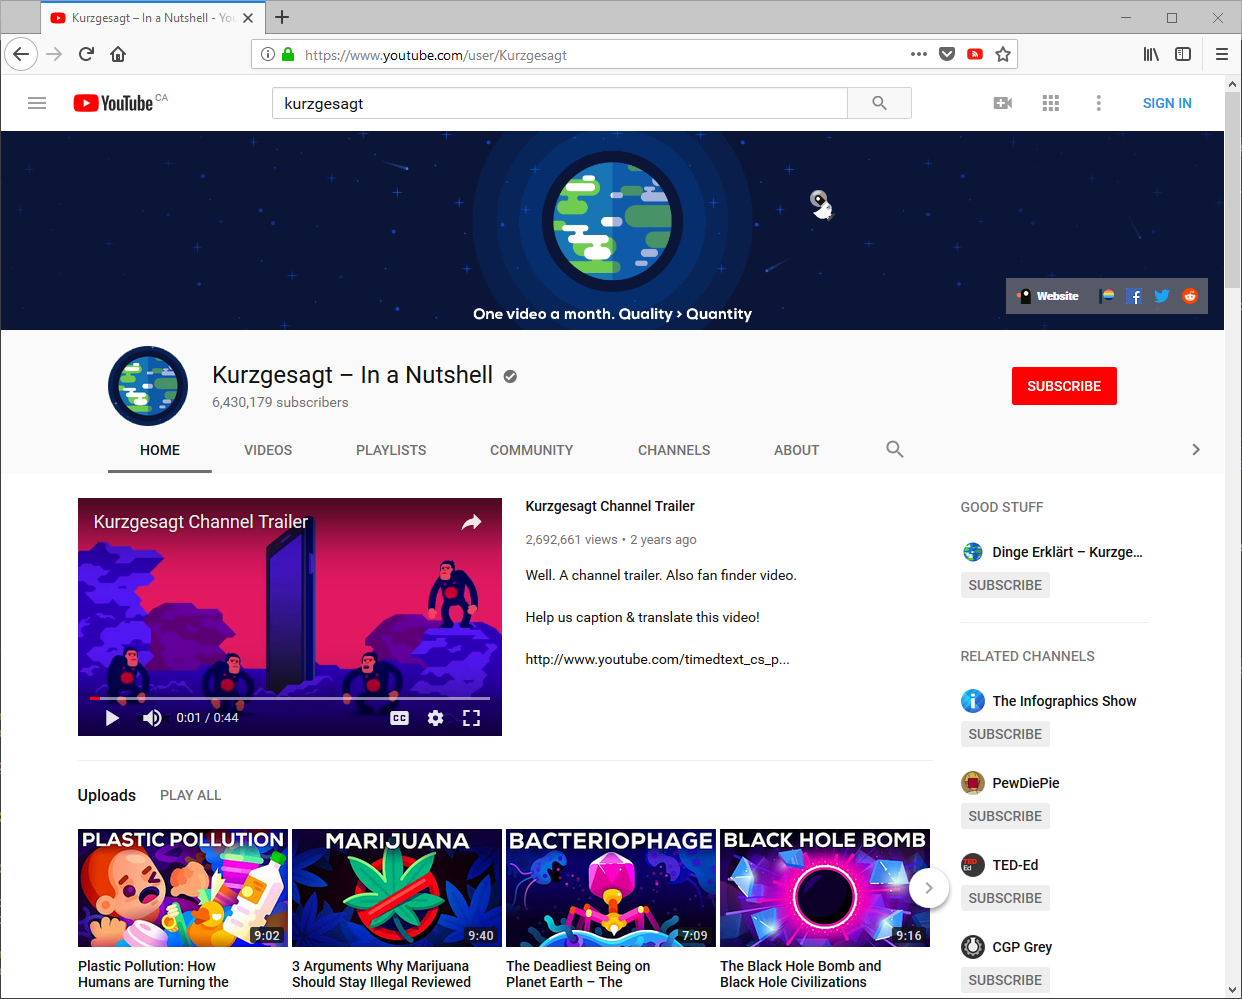 Kurzgesagt – In a Nutshell - You
https://www.youtube.com/user/Kurzgesagt
YouTube CA
kurzgesagt
SIGN IN
One video a month. Quality > Quantity
Website
Kurzgesagt – In a Nutshell
6,430,179 subscribers
SUBSCRIBE
HOME VIDEOS PLAYLISTS COMMUNITY CHANNELS ABOUT
Kurzgesagt Channel Trailer
0:01 / 0:44
CC
Kurzgesagt Channel Trailer
2,692,661 views • 2 years ago
Well. A channel trailer. Also fan finder video.
Help us caption & translate this video!
http://www.youtube.com/timedtext_cs_p...
GOOD STUFF
Dinge Erklärt – Kurzge...
SUBSCRIBE
RELATED CHANNELS
The Infographics Show
SUBSCRIBE
PewDiePie
SUBSCRIBE
TED Ed
TED-Ed
SUBSCRIBE
CGP Grey
SUBSCRIBE
Uploads PLAY ALL
PLASTIC POLLUTION
9:02
Plastic Pollution: How
Humans are Turning the
MARIJUANA
9:40
3 Arguments Why Marijuana
Should Stay Illegal Reviewed
BACTERIOPHAGE
7:09
The Deadliest Being on
Planet Earth – The
BLACK HOLE BOMB
9:16
The Black Hole Bomb and
Black Hole Civilizations